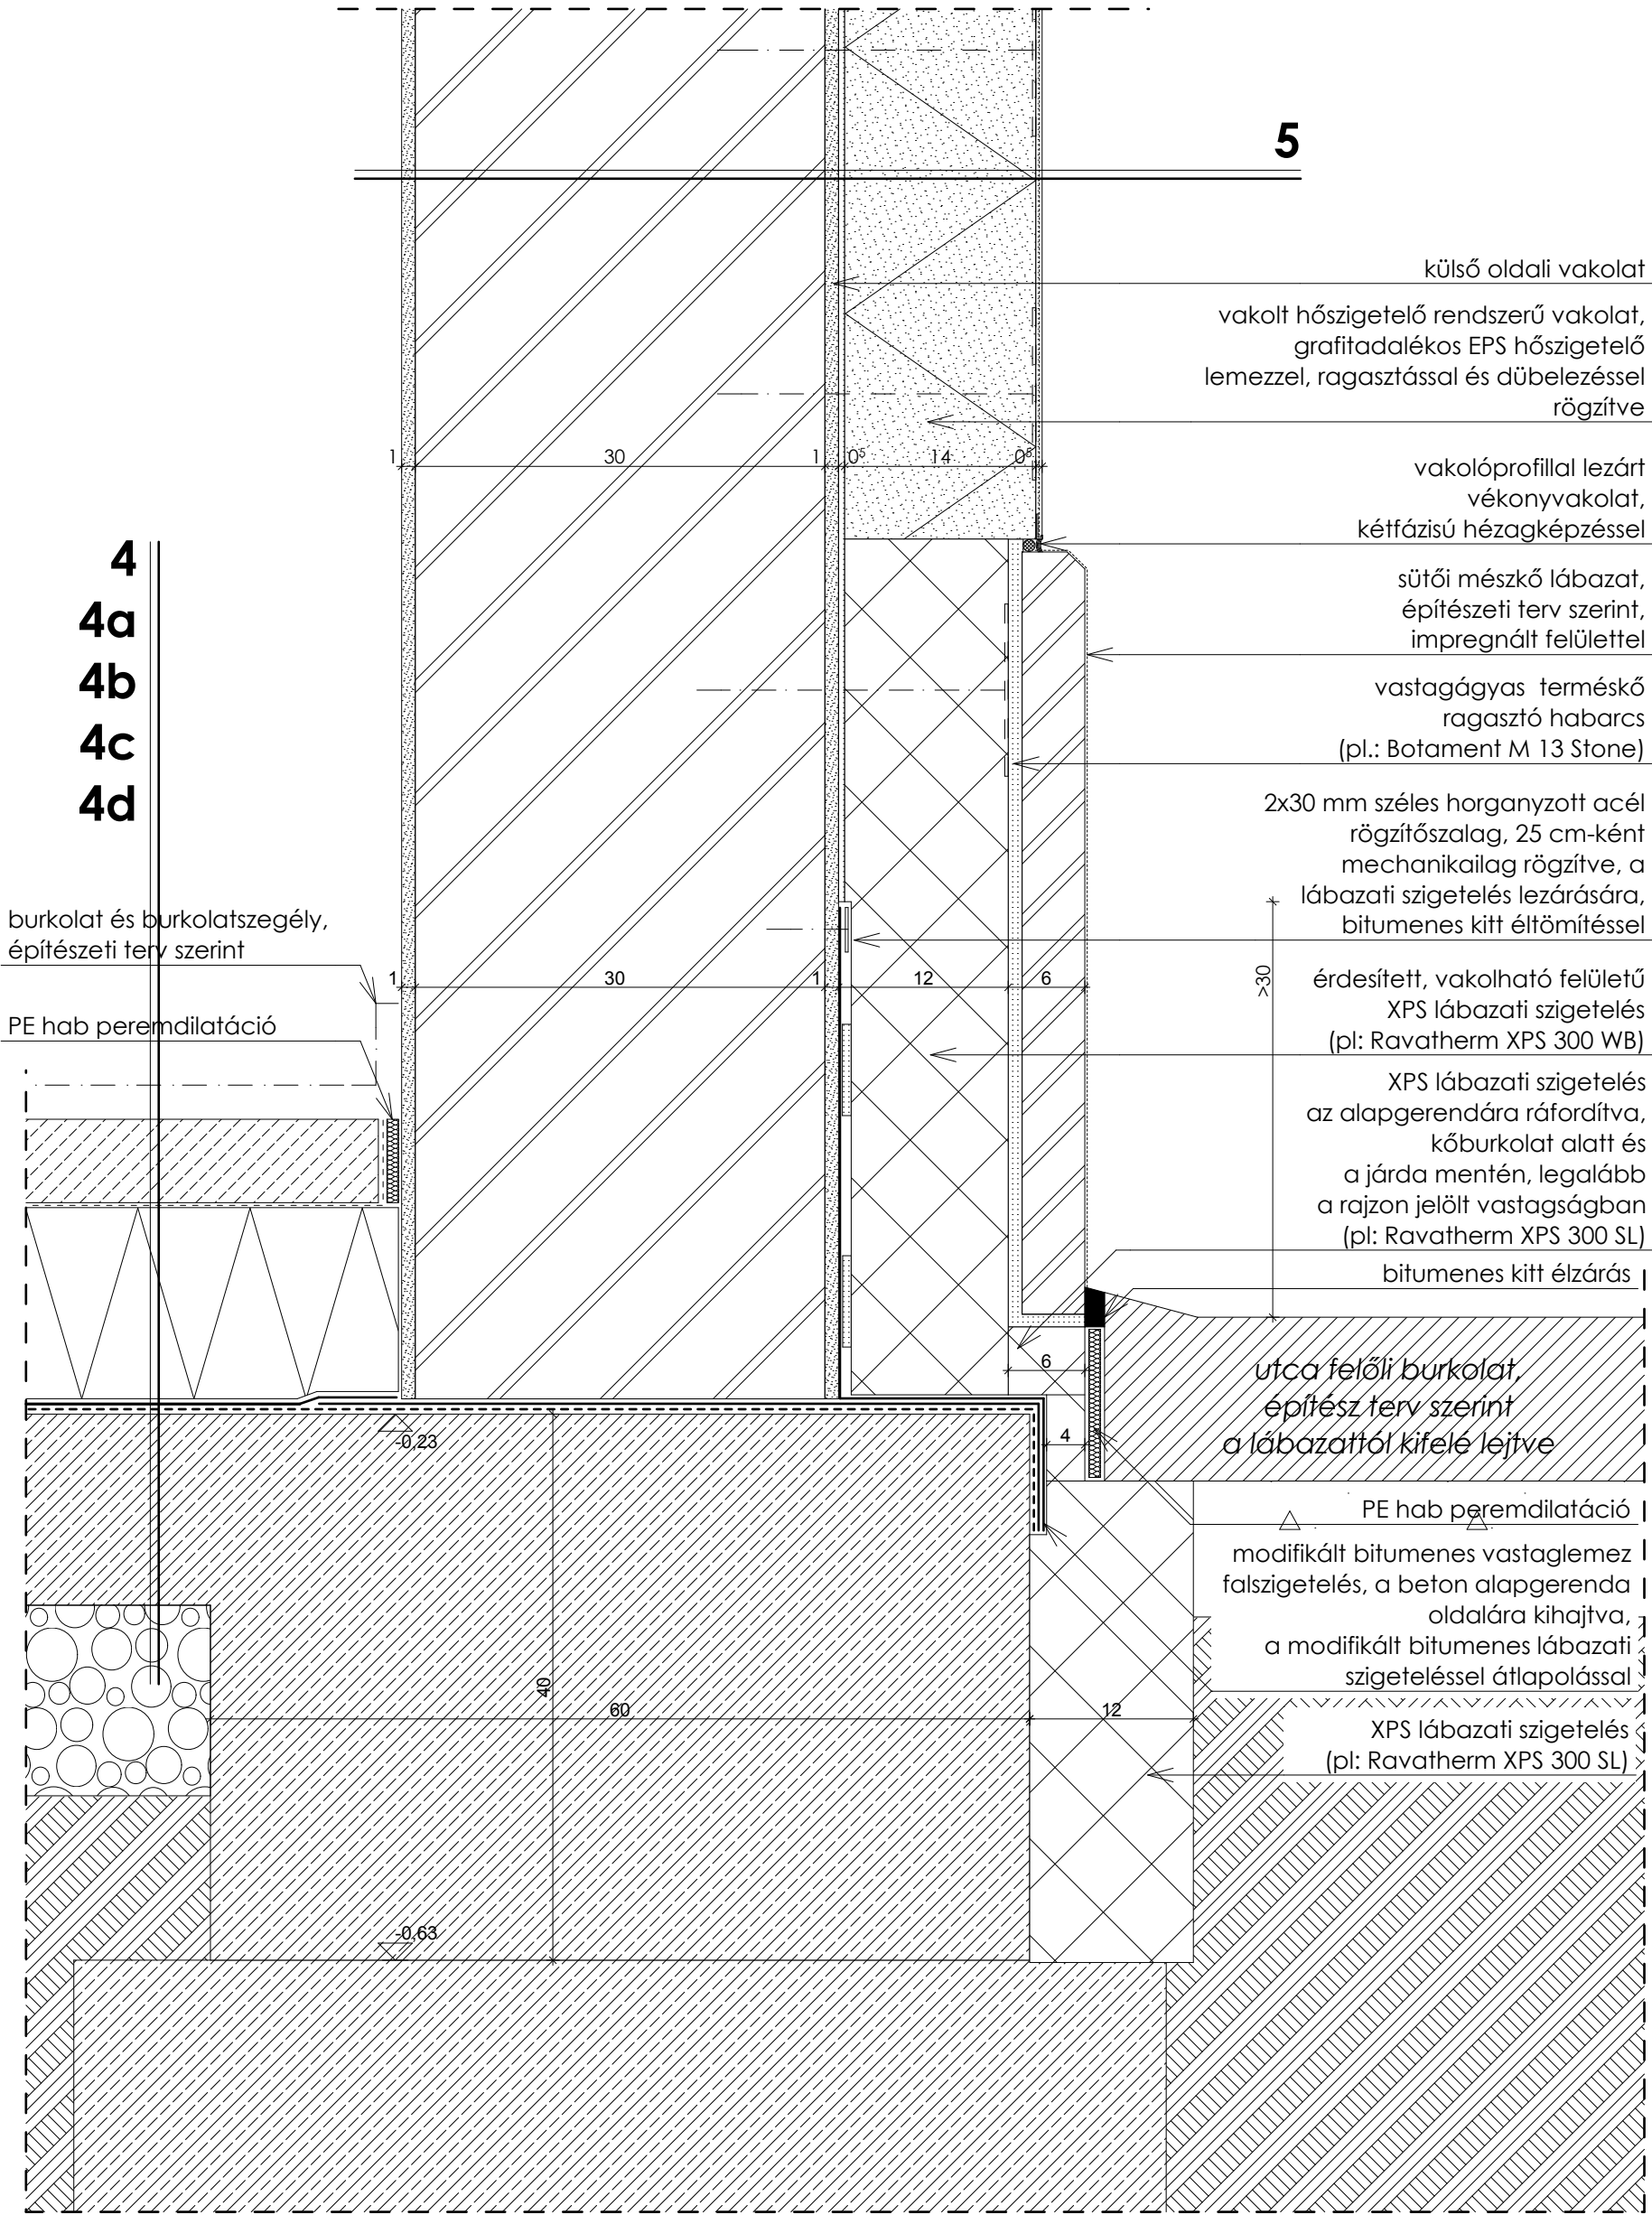 5
külső oldali vakolat
vakolt hőszigetelő rendszerű vakolat,
grafitadalékos EPS hőszigetelő
lemezzel, ragasztással és dübelezéssel
rögzítve
1 30 1 0⁵ 14 0⁵
vakolóprofillal lezárt
vékonyvakolat,
kétfázisú hézagképzéssel
4
4a
4b
4c
4d
sütői mészkő lábazat,
építészeti terv szerint,
impregnált felülettel
vastagágyas terméskő
ragasztó habarcs
(pl.: Botament M 13 Stone)
2x30 mm széles horganyzott acél
rögzítőszalag, 25 cm-ként
mechanikailag rögzítve, a
lábazati szigetelés lezárására,
bitumenes kitt éltömítéssel
burkolat és burkolatszegély,
építészeti terv szerint
1 30 1 12 6
>30
PE hab peremdilatáció
érdesített, vakolható felületű
XPS lábazati szigetelés
(pl: Ravatherm XPS 300 WB)
XPS lábazati szigetelés
az alapgerendára ráfordítva,
kőburkolat alatt és
a járda mentén, legalább
a rajzon jelölt vastagságban
(pl: Ravatherm XPS 300 SL)
bitumenes kitt élzárás
6
utca felőli burkolat,
építész terv szerint
a lábazattól kifelé lejtve
-0,23
4
PE hab peremdilatáció
modifikált bitumenes vastaglemez
falszigetelés, a beton alapgerenda
oldalára kihajtva,
a modifikált bitumenes lábazati
szigeteléssel átlapolással
40
60 12
XPS lábazati szigetelés
(pl: Ravatherm XPS 300 SL)
-0,63